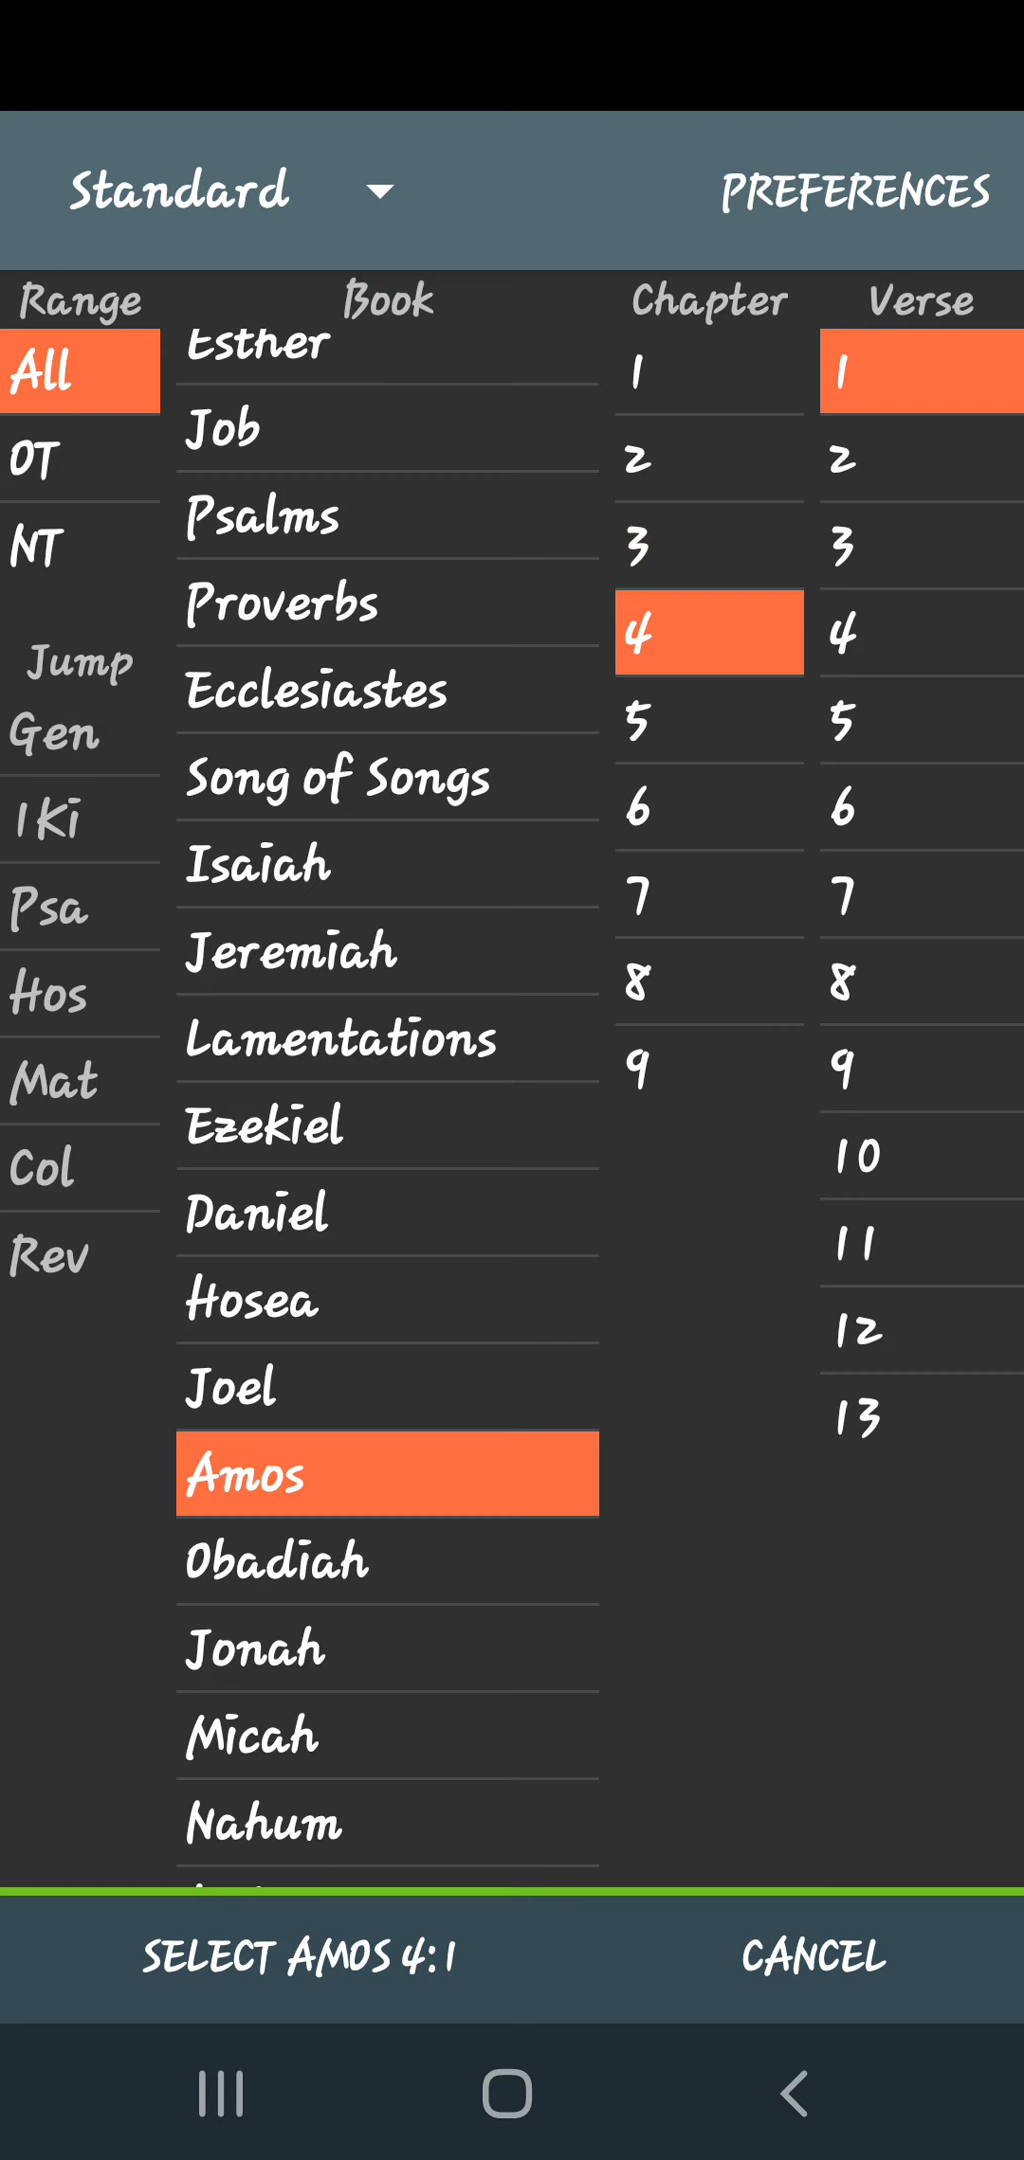 Standard
PREFERENCES
Range
Book
Chapter
Verse
All
OT
NT
Jump
Gen
1Ki
Psa
Hos
Mat
Col
Rev
Esther
Job
Psalms
Proverbs
Ecclesiastes
Song of Songs
Isaiah
Jeremiah
Lamentations
Ezekiel
Daniel
Hosea
Joel
Amos
Obadiah
Jonah
Micah
Nahum
1
2
3
4
5
6
7
8
9
1
2
3
4
5
6
7
8
9
10
11
12
13
SELECT AMOS 4:1
CANCEL